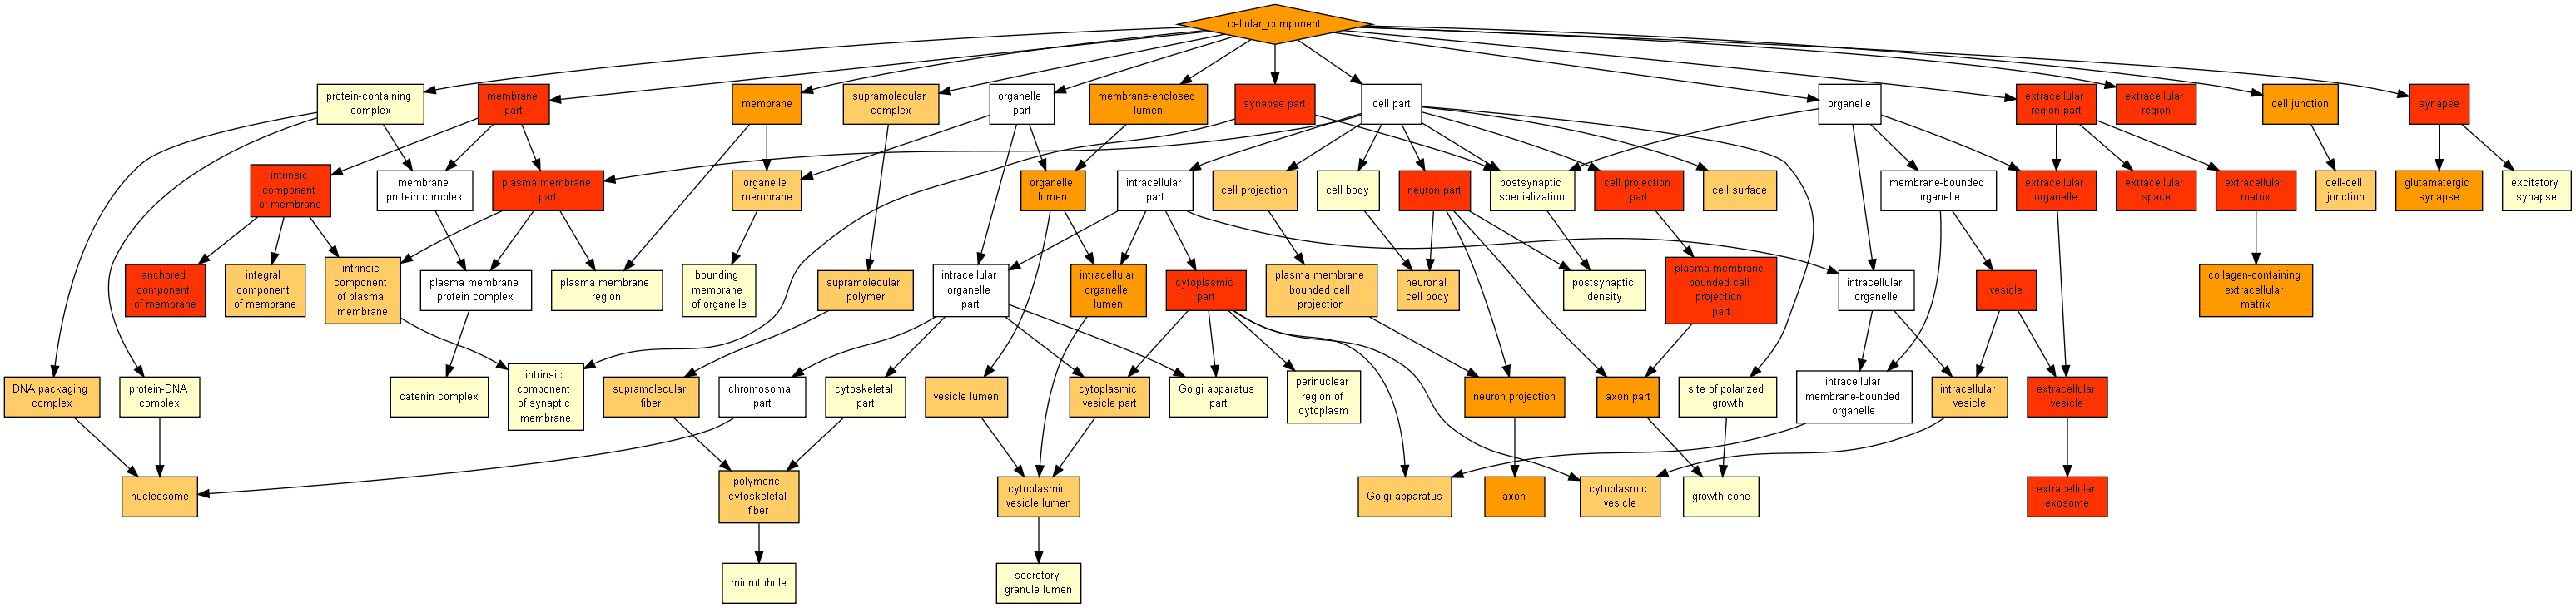 cellular_component
protein-containing
complex
membrane
part
membrane
supramolecular
complex
organelle
part
membrane-enclosed
lumen
synapse part
cell part
organelle
extracellular
region part
extracellular
region
cell junction
synapse
intrinsic
component
of membrane
membrane
protein complex
plasma membrane
part
organelle
membrane
organelle
lumen
intracellular
part
cell projection
cell body
neuron part
postsynaptic
specialization
cell projection
part
cell surface
membrane-bounded
organelle
extracellular
organelle
extracellular
space
extracellular
matrix
cell-cell
junction
glutamatergic
synapse
excitatory
synapse
anchored
component
of membrane
integral
component
of membrane
intrinsic
component
of plasma
membrane
plasma membrane
protein complex
plasma membrane
region
bounding
membrane
of organelle
supramolecular
polymer
intracellular
organelle
part
intracellular
organelle
lumen
cytoplasmic
part
plasma membrane
bounded cell
projection
neuronal
cell body
postsynaptic
density
plasma membrane
bounded cell
projection
part
intracellular
organelle
vesicle
collagen-containing
extracellular
matrix
DNA packaging
complex
protein-DNA
complex
catenin complex
intrinsic
component
of synaptic
membrane
supramolecular
fiber
chromosomal
part
cytoskeletal
part
vesicle lumen
cytoplasmic
vesicle part
Golgi apparatus
part
perinuclear
region of
cytoplasm
neuron projection
axon part
site of polarized
growth
intracellular
membrane-bounded
organelle
intracellular
vesicle
extracellular
vesicle
nucleosome
polymeric
cytoskeletal
fiber
cytoplasmic
vesicle lumen
Golgi apparatus
axon
cytoplasmic
vesicle
growth cone
extracellular
exosome
microtubule
secretory
granule lumen